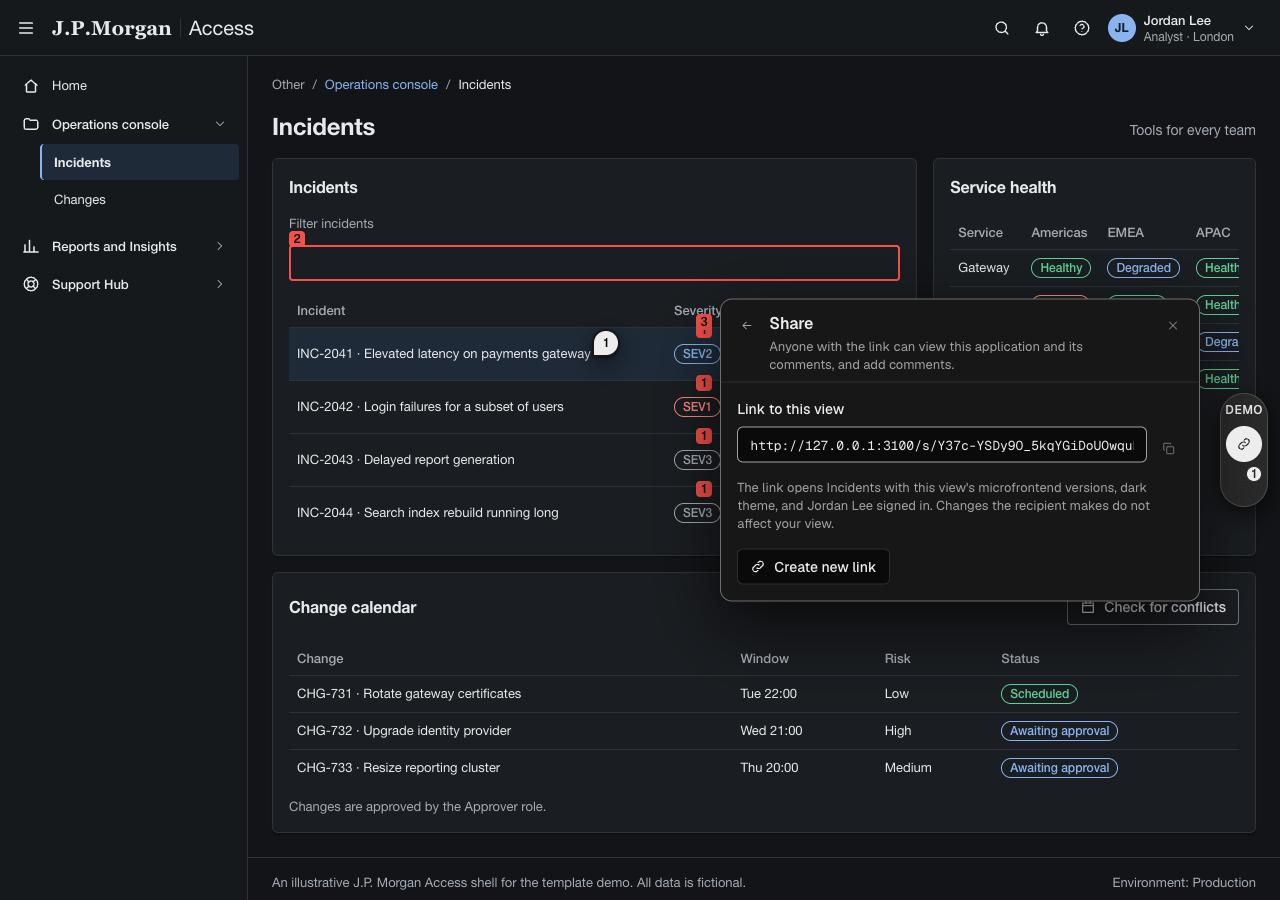 J.P.Morgan Access
JL
Jordan Lee
Analyst · London
Home
Operations console
Incidents
Changes
Reports and Insights
Support Hub
Other / Operations console / Incidents
Incidents
Tools for every team
Incidents
Filter incidents
2
Incident Severity
3
INC-2041 · Elevated latency on payments gateway
1
SEV2
1
INC-2042 · Login failures for a subset of users
SEV1
1
INC-2043 · Delayed report generation
SEV3
1
INC-2044 · Search index rebuild running long
SEV3
Service health
Service Americas EMEA APAC
Gateway Healthy Degraded Health
Health
Degra
Health
Share
Anyone with the link can view this application and its
comments, and add comments.
Link to this view
http://127.0.0.1:3100/s/Y37c-YSDy9O_5kqYGiDoUOwqu
The link opens Incidents with this view's microfrontend versions, dark
theme, and Jordan Lee signed in. Changes the recipient makes do not
affect your view.
Create new link
DEMO
1
Change calendar
Check for conflicts
Change Window Risk Status
CHG-731 · Rotate gateway certificates Tue 22:00 Low Scheduled
CHG-732 · Upgrade identity provider Wed 21:00 High Awaiting approval
CHG-733 · Resize reporting cluster Thu 20:00 Medium Awaiting approval
Changes are approved by the Approver role.
An illustrative J.P. Morgan Access shell for the template demo. All data is fictional.
Environment: Production